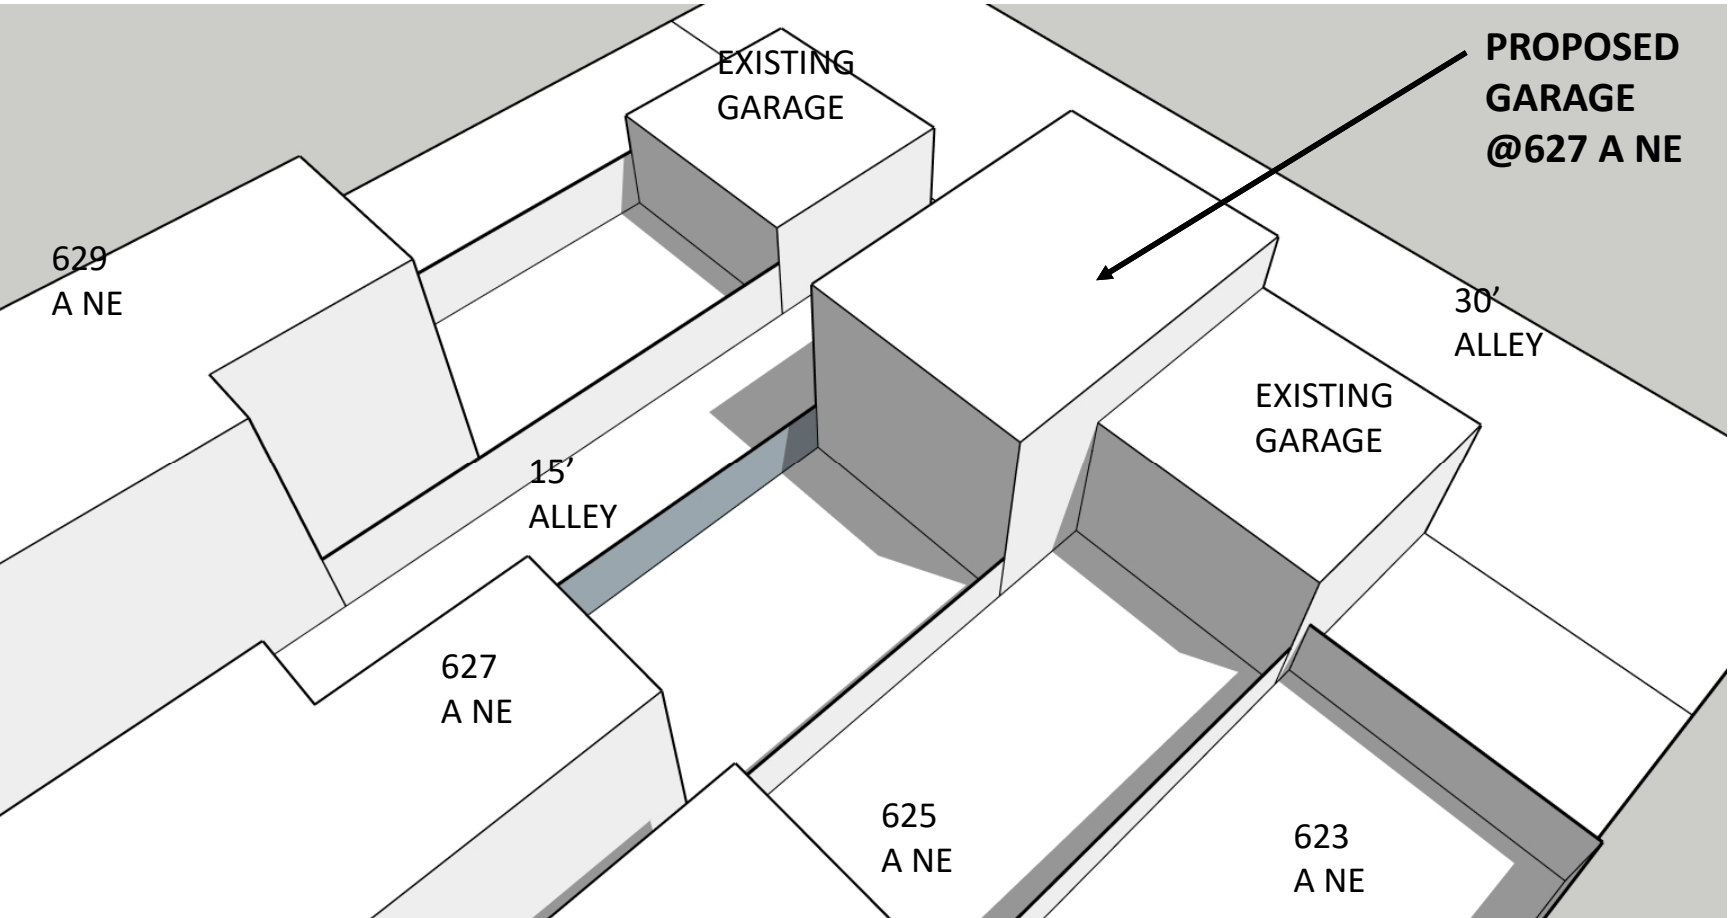 EXISTING
GARAGE
PROPOSED
GARAGE
@627 A NE
629
A NE
30’
ALLEY
EXISTING
GARAGE
15’
ALLEY
627
A NE
625
A NE
623
A NE